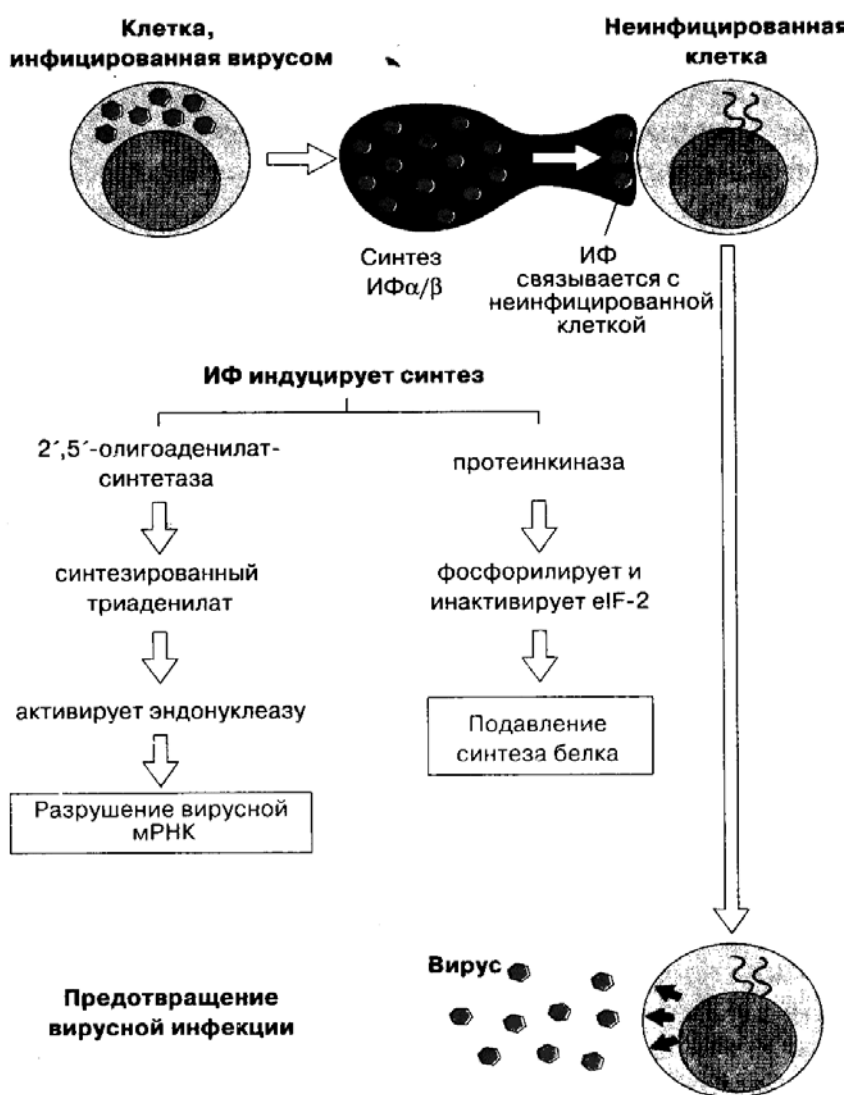 Клетка,
инфицированная вирусом
Неинфицированная
клетка
Синтез
ИФα/β
ИФ
связывается с
неинфицированной
клеткой
ИФ индуцирует синтез
2´,5´-олигоаденилат-
синтетаза
протеинкиназа
синтезированный
триаденилат
фосфорилирует и
инактивирует eIF-2
активирует эндонуклеазу
Подавление
синтеза белка
Разрушение вирусной
мРНК
Вирус
Предотвращение
вирусной инфекции